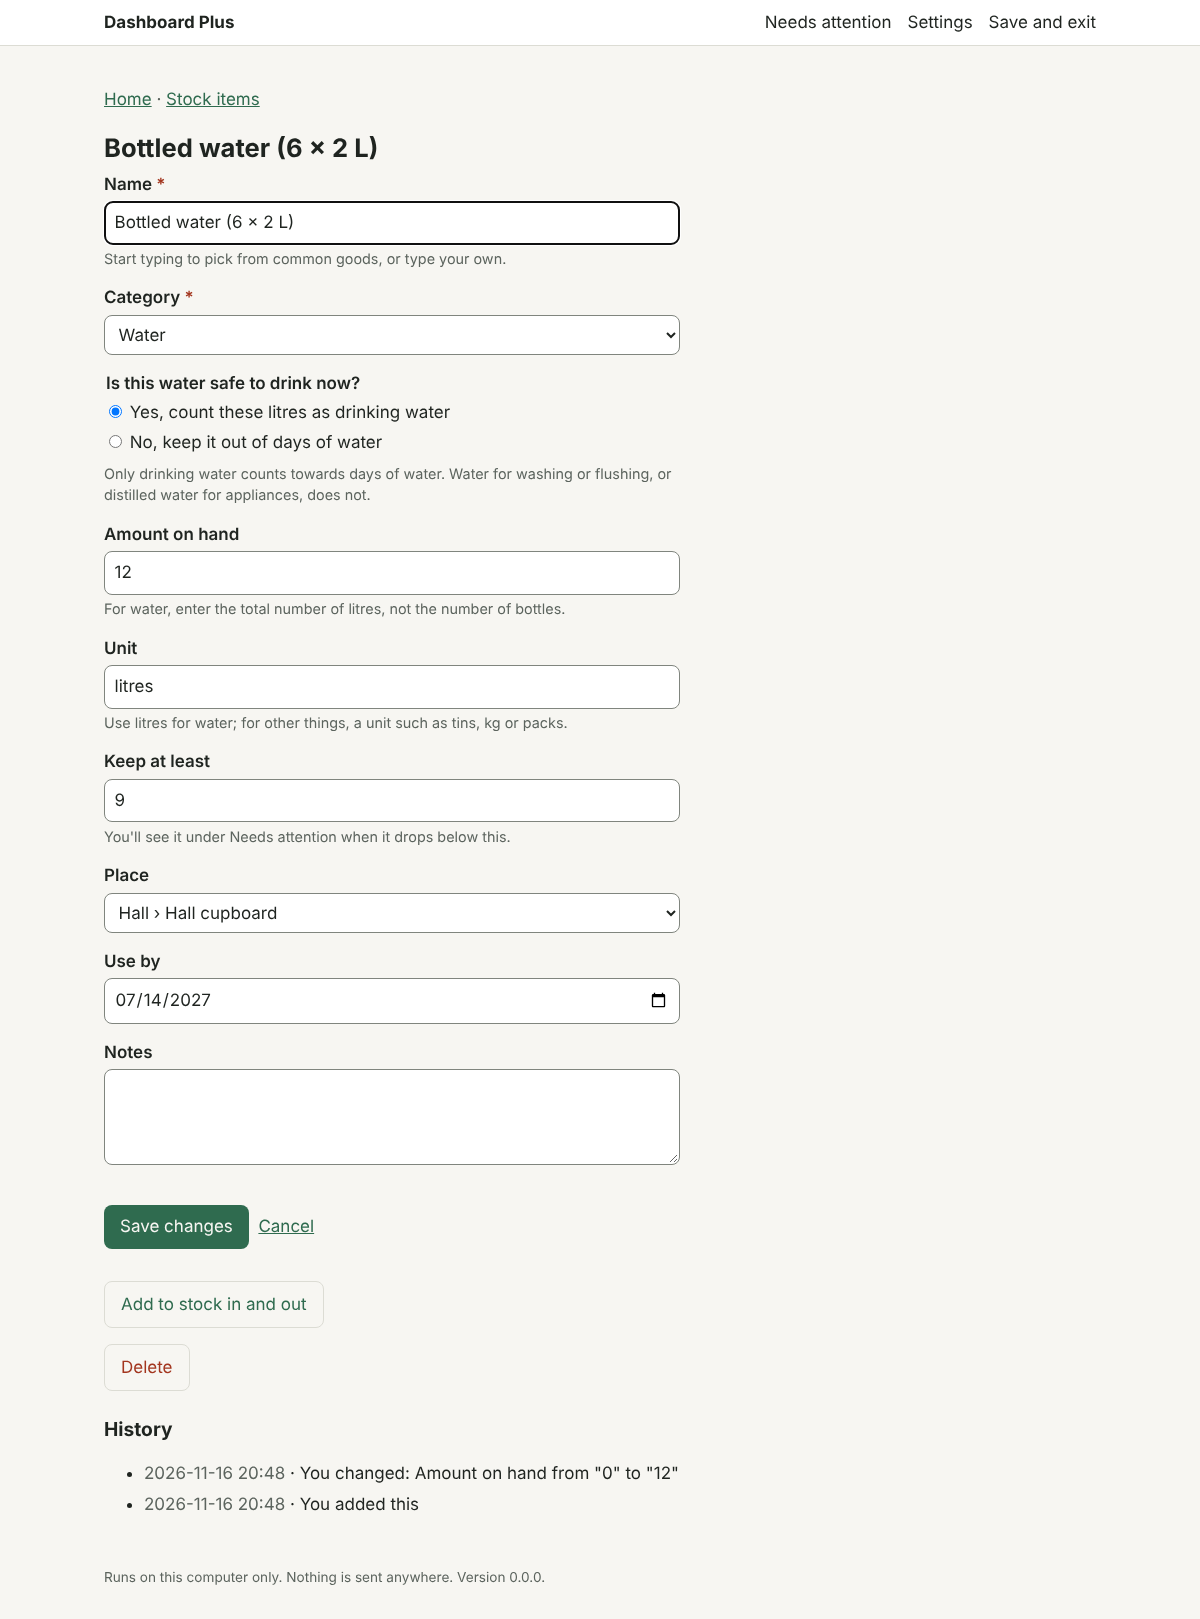 Dashboard Plus
Needs attention Settings Save and exit
Home · Stock items
Bottled water (6 × 2 L)
Name *
Bottled water (6 × 2 L)
Start typing to pick from common goods, or type your own.
Category *
Water
Is this water safe to drink now?
Yes, count these litres as drinking water
No, keep it out of days of water
Only drinking water counts towards days of water. Water for washing or flushing, or
distilled water for appliances, does not.
Amount on hand
12
For water, enter the total number of litres, not the number of bottles.
Unit
litres
Use litres for water; for other things, a unit such as tins, kg or packs.
Keep at least
9
You'll see it under Needs attention when it drops below this.
Place
Hall › Hall cupboard
Use by
07/14/2027
Notes
Save changes Cancel
Add to stock in and out
Delete
History
2026-11-16 20:48 · You changed: Amount on hand from "0" to "12"
2026-11-16 20:48 · You added this
Runs on this computer only. Nothing is sent anywhere. Version 0.0.0.